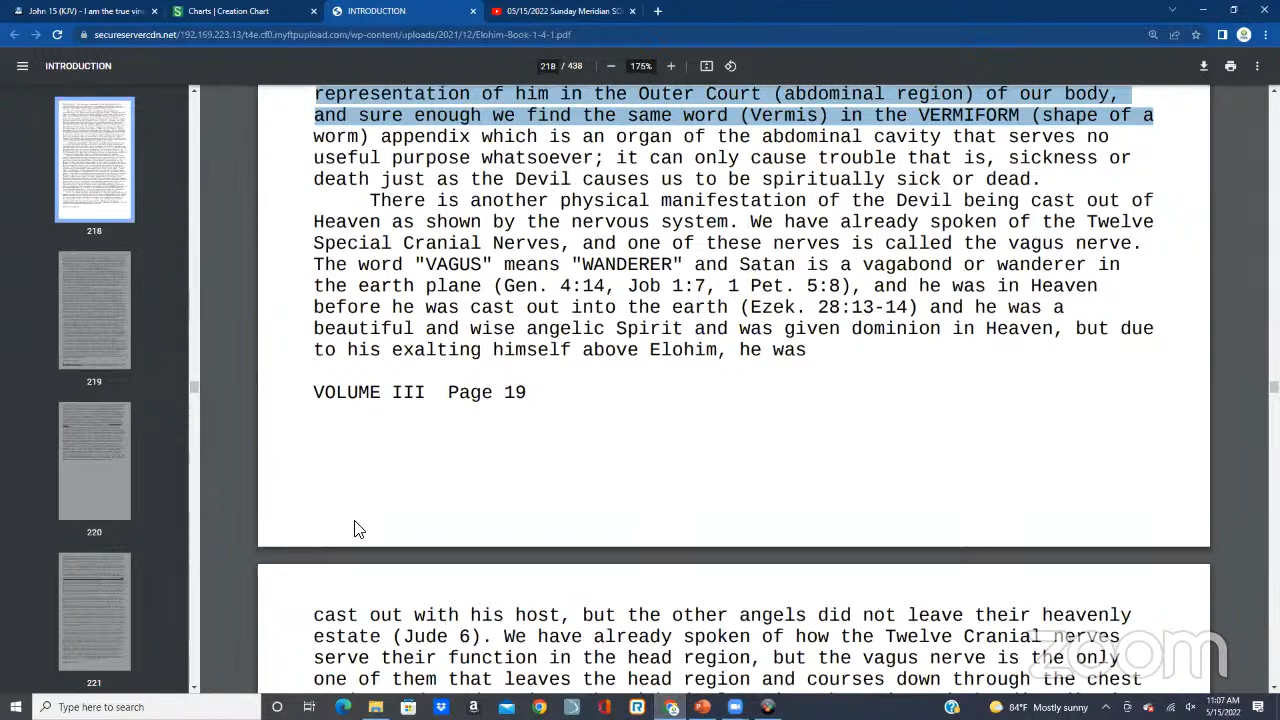 John 15 (KJV) - I am the true vin
Charts | Creation Chart
INTRODUCTION
05/15/2022 Sunday Meridian SO
secureservercdn.net/192.169.223.13/t4e.cf0.myftpupload.com/wp-content/uploads/2021/12/Elohim-Book-1-4-1.pdf
INTRODUCTION
218 / 438
175%
representation of him in the Outer Court (abdominal region) of our body,
and sure enough we find the same word (vermis) in the VERMIFORM (shape of a
worm) appendix which is an organ of the abdominal cavity that serves no
useful purpose whatsoever; it can only cause trouble that is, sickness or
death just as the Devil causes us to be spiritually sick or dead.
There is another physical manifestation of the Devil being cast out of
Heaven as shown by the nervous system. We have already spoken of the Twelve
Special Cranial Nerves, and one of these nerves is called the vagus nerve.
The word "VAGUS" means "WANDERER" and Satan is a vagabond or wanderer in
the earth plane (Gen. 4:14, Job 1:7, 1 Pet. 5:8), and he was in Heaven
before he was cast out into the earth (Ezek. 28:13-14) and he was a
beautiful and wise angelic Spirit and was given dominion in Heaven, but due
to his exalting himself above Elohim, he was
VOLUME III Page 19
cast out with his host, but the other angels did not leave their heavenly
estate (Jude 6). We have already spoken of how the Twelve Cranial nerves
serve their function in the head region, but the vagus nerve is the only
one of them that leaves the head region and courses down through the chest
218
219
220
221
zoom
Type here to search
84°F Mostly sunny
11:07 AM
5/15/2022